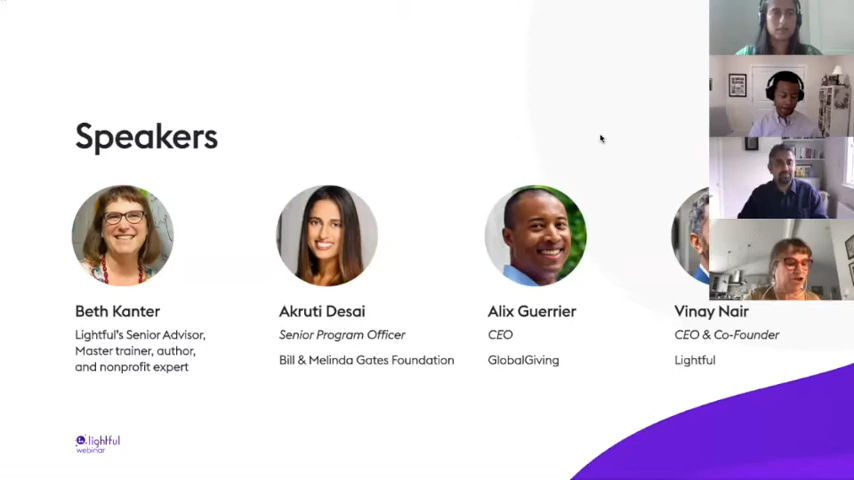 Speakers
Beth Kanter
Lightful's Senior Advisor,
Master trainer, author,
and nonprofit expert
Akruti Desai
Senior Program Officer
Bill & Melinda Gates Foundation
Alix Guerrier
CEO
GlobalGiving
Vinay Nair
CEO & Co-Founder
Lightful
lightful
webinar